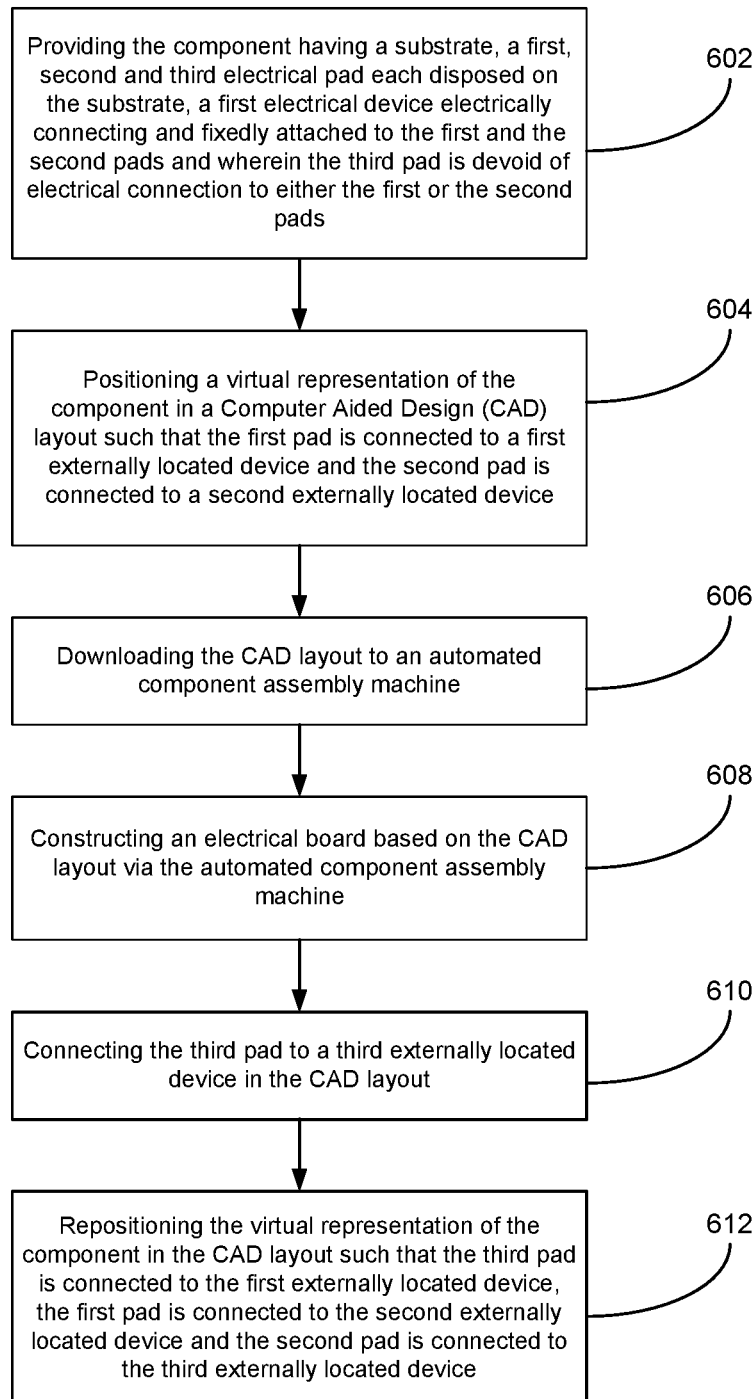 Providing the component having a substrate, a first,
second and third electrical pad each disposed on
the substrate, a first electrical device electrically
connecting and fixedly attached to the first and the
second pads and wherein the third pad is devoid of
electrical connection to either the first or the second
pads
602
Positioning a virtual representation of the
component in a Computer Aided Design (CAD)
layout such that the first pad is connected to a first
externally located device and the second pad is
connected to a second externally located device
604
Downloading the CAD layout to an automated
component assembly machine
606
Constructing an electrical board based on the CAD
layout via the automated component assembly
machine
608
Connecting the third pad to a third externally located
device in the CAD layout
610
Repositioning the virtual representation of the
component in the CAD layout such that the third pad
is connected to the first externally located device,
the first pad is connected to the second externally
located device and the second pad is connected to
the third externally located device
612